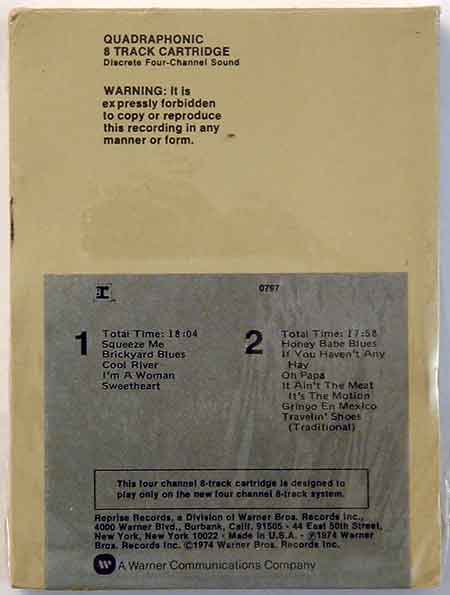 QUADRAPHONIC
8 TRACK CARTRIDGE
Discrete Four-Channel Sound
WARNING: It is
expressly forbidden
to copy or reproduce
this recording in any
manner or form.
r
0797
1
Total Time: 18:04
Squeeze Me
Brickyard Blues
Cool River
I'm A Woman
Sweetheart
2
Total Time: 17:58
Honey Babe Blues
If You Haven't Any
Hay
Oh Papa
It Ain't The Meat
It's The Motion
Gringo En Mexico
Travelin' Shoes
(Traditional)
This four channel 8-track cartridge is designed to
play only on the new four channel 8-track system.
Reprise Records, a Division of Warner Bros. Records Inc.,
4000 Warner Blvd., Burbank, Calif. 91505 • 44 East 50th Street,
New York, New York 10022 • Made in U.S.A. • ℗1974 Warner
Bros. Records Inc. ©1974 Warner Bros. Records Inc.
A Warner Communications Company